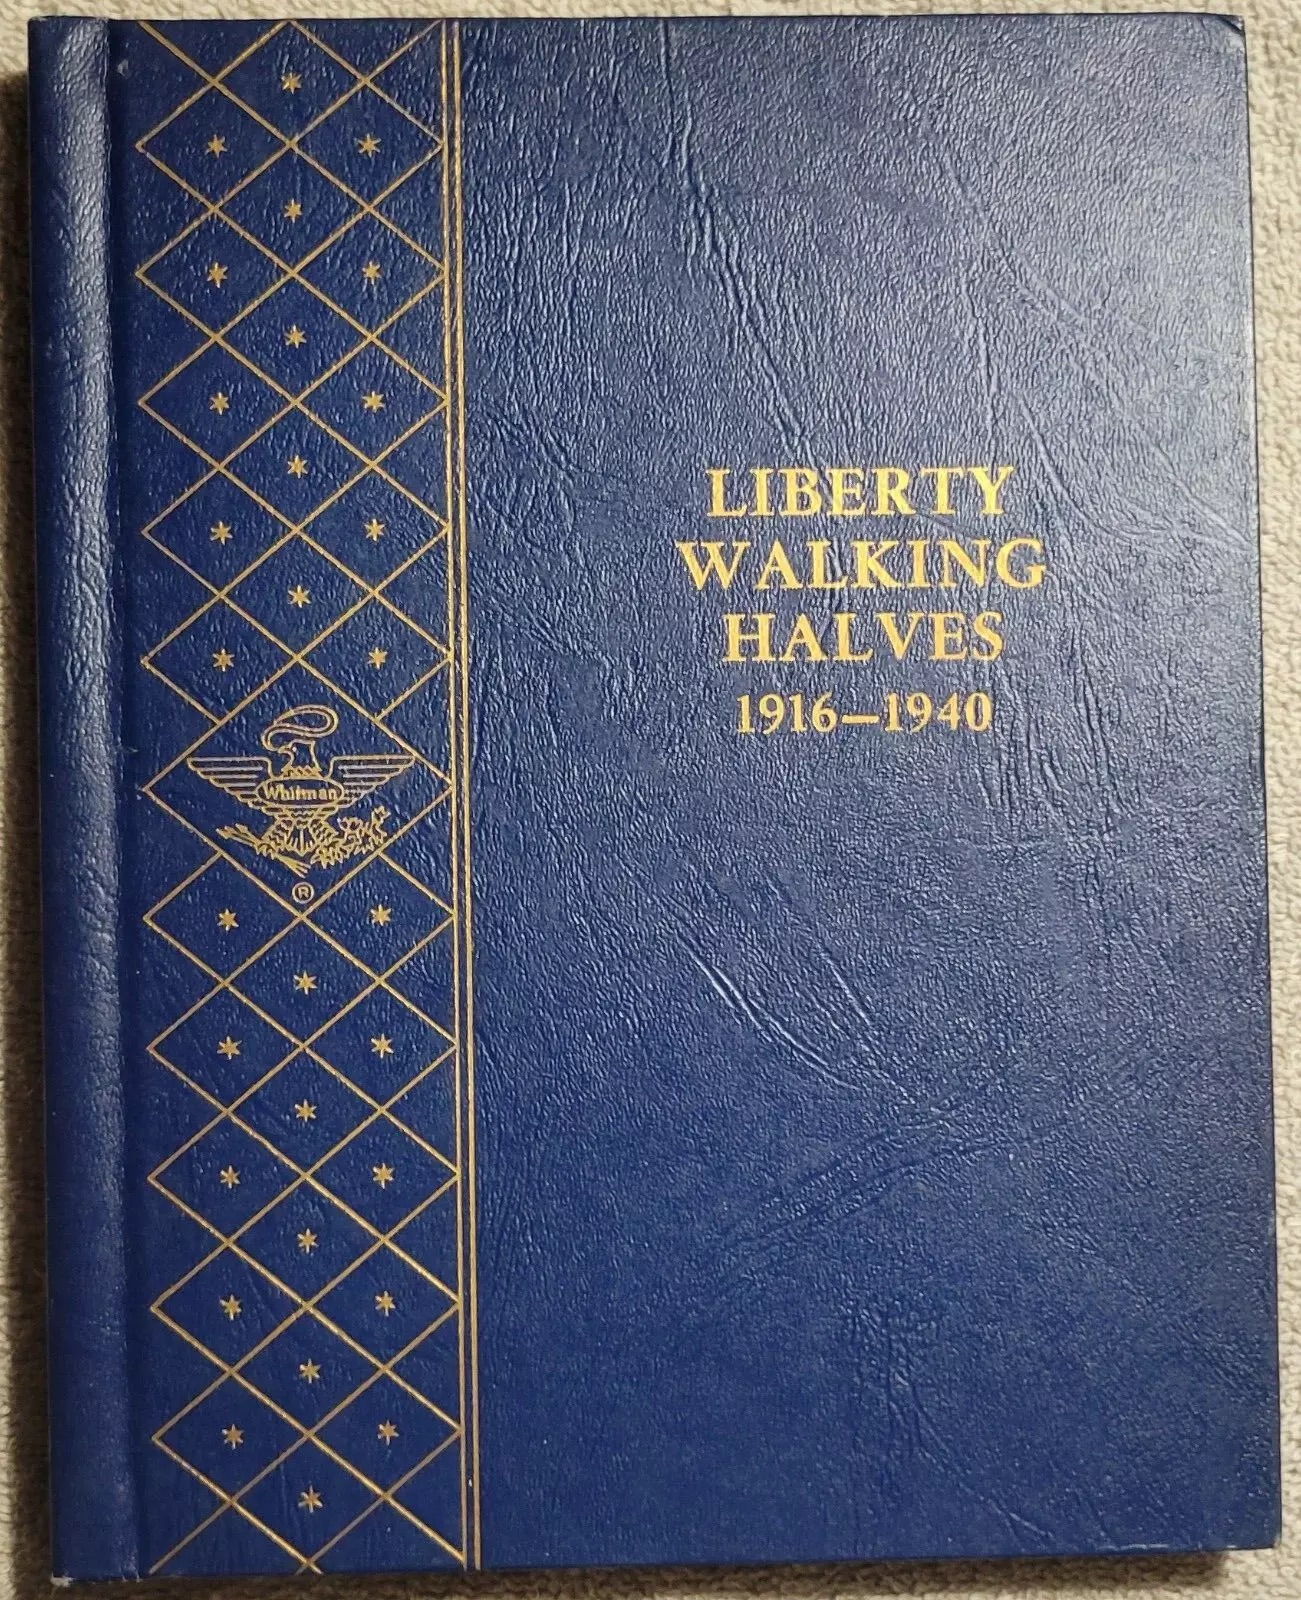 LIBERTY
WALKING
HALVES
1916–1940
Whitman
®